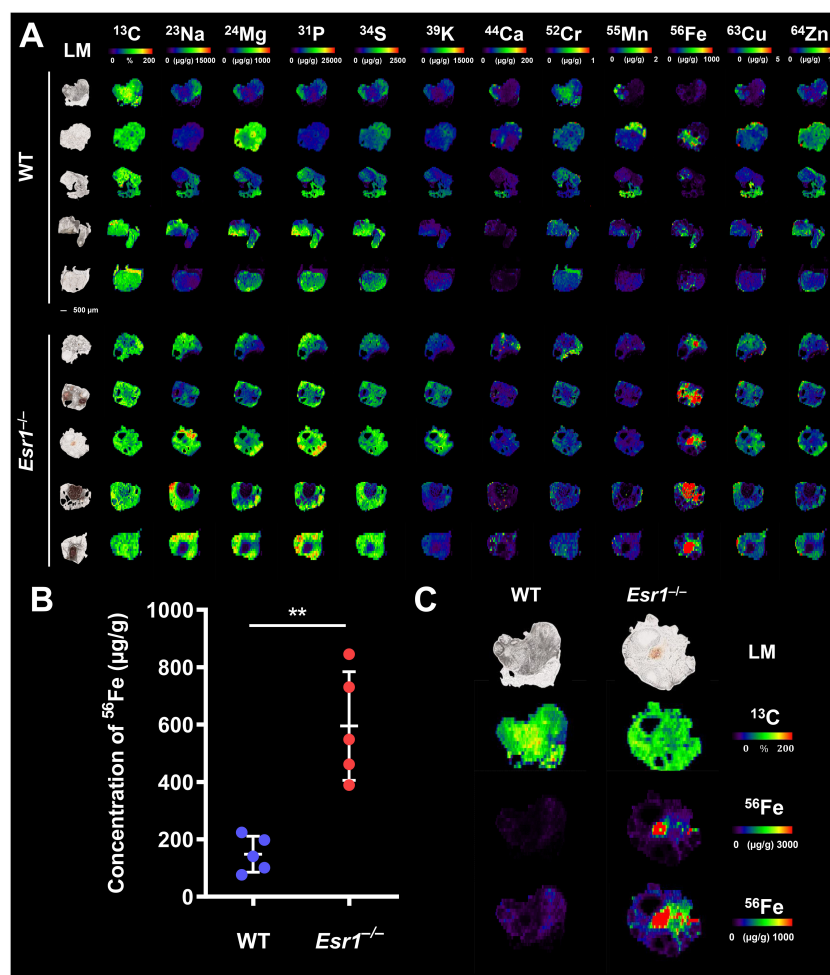 A
LM
¹³C ²³Na ²⁴Mg ³¹P ³⁴S ³⁹K ⁴⁴Ca ⁵²Cr ⁵⁵Mn ⁵⁶Fe ⁶³Cu ⁶⁴Zn
0 % 200 0 (µg/g) 15000 0 (µg/g) 1000 0 (µg/g) 25000 0 (µg/g) 2500 0 (µg/g) 15000 0 (µg/g) 200 0 (µg/g) 1 0 (µg/g) 2 0 (µg/g) 1000 0 (µg/g) 5 0 (µg/g)
WT
500 µm
Esr1⁻/⁻
B
Concentration of ⁵⁶Fe (µg/g)
1000
800
600
400
200
0
**
WT
Esr1⁻/⁻
C
WT
Esr1⁻/⁻
LM
¹³C
0 % 200
⁵⁶Fe
0 (µg/g) 3000
⁵⁶Fe
0 (µg/g) 1000